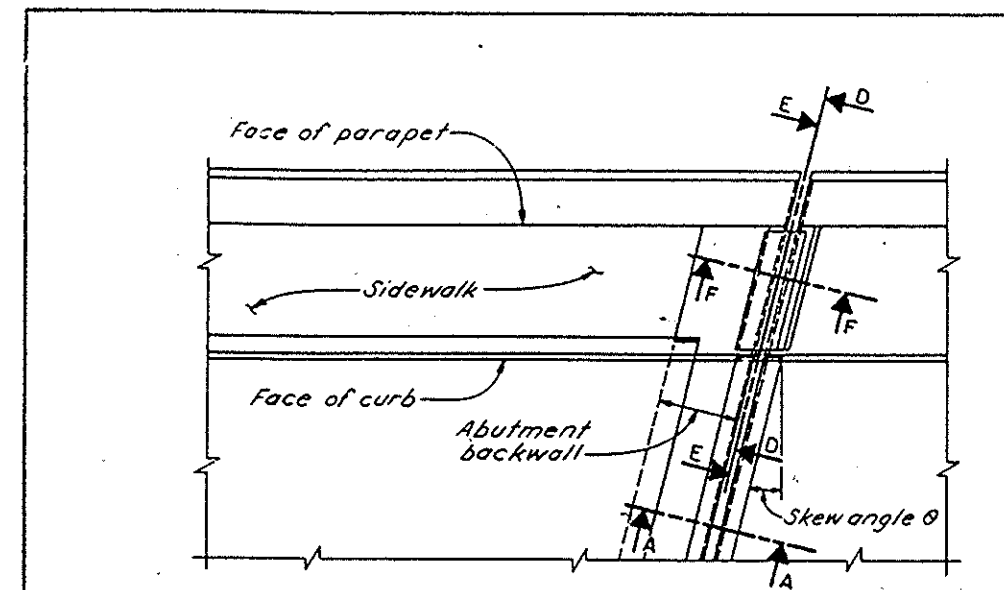 E D
Face of parapet
F
Sidewalk
F
Face of curb
Abutment
backwall
E D
Skew angle θ
A
A